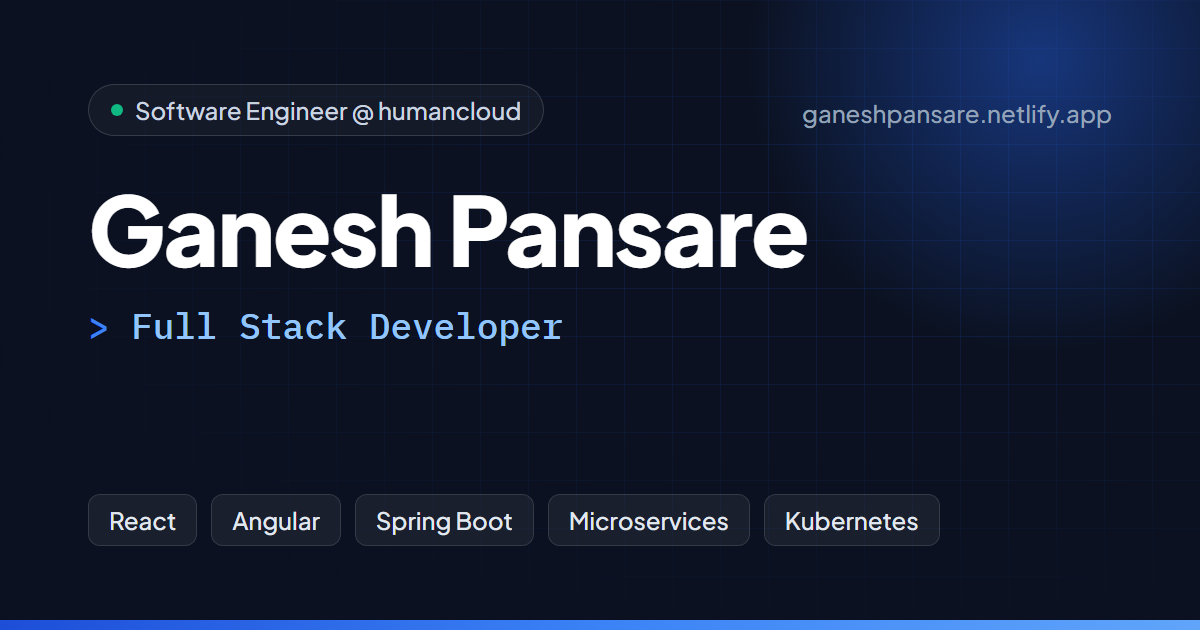 Software Engineer @ humancloud
ganeshpansare.netlify.app
Ganesh Pansare
> Full Stack Developer
React
Angular
Spring Boot
Microservices
Kubernetes